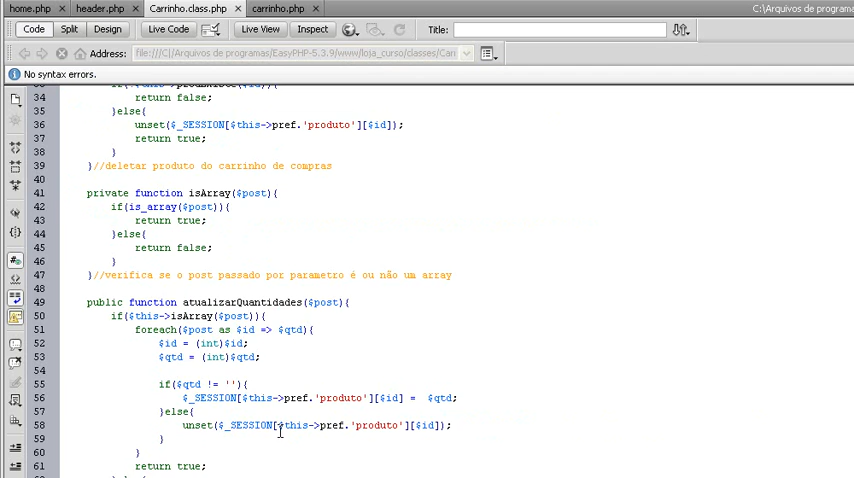 home.php × header.php × Carrinho.class.php × carrinho.php × C:\Arquivos de programa
Code Split Design Live Code Live View Inspect Title:
Address: file:///C|/Arquivos de programas/EasyPHP-5.3.9/www/loja_curso/classes/Carr
No syntax errors.
34 return false;
35 }else{
36 unset($_SESSION[$this->pref.'produto'][$id]);
37 return true;
38 }
39 }//deletar produto do carrinho de compras
40
41 private function isArray($post){
42 if(is_array($post)){
43 return true;
44 }else{
45 return false;
46 }
47 }//verifica se o post passado por parametro é ou não um array
48
49 public function atualizarQuantidades($post){
50 if($this->isArray($post)){
51 foreach($post as $id => $qtd){
52 $id = (int)$id;
53 $qtd = (int)$qtd;
54
55 if($qtd != ''){
56 $_SESSION[$this->pref.'produto'][$id] = $qtd;
57 }else{
58 unset($_SESSION[$this->pref.'produto'][$id]);
59 }
60 }
61 return true;